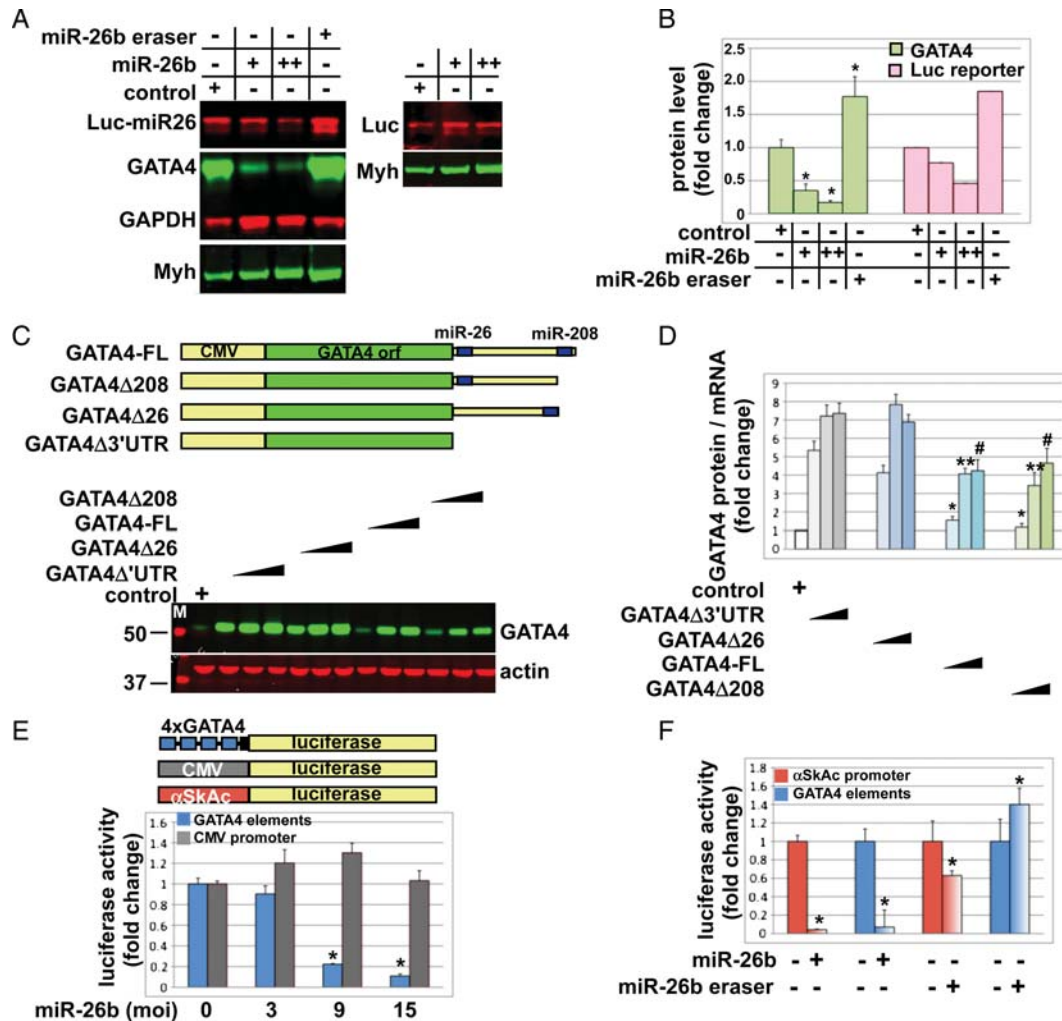 A
miR-26b eraser - - - +
miR-26b - + ++ -
control + - - -
Luc-miR26
GATA4
GAPDH
Myh
- + ++
+ - -
Luc
Myh
B
protein level
(fold change)
2.5
2.0
1.5
1.0
0.5
0
GATA4
Luc reporter
* * *
control + - - - + - - -
miR-26b - + ++ - - + ++ -
miR-26b eraser - - - + - - - +
C
miR-26 miR-208
GATA4-FL CMV GATA4 orf
GATA4Δ208
GATA4Δ26
GATA4Δ3'UTR
GATA4Δ208
GATA4-FL
GATA4Δ26
GATA4Δ'UTR
control +
M
50
GATA4
37
actin
D
GATA4 protein / mRNA
(fold change)
8
7
6
5
4
3
2
1
* ** # * ** #
control +
GATA4Δ3'UTR
GATA4Δ26
GATA4-FL
GATA4Δ208
E
4xGATA4 luciferase
CMV luciferase
αSkAc luciferase
luciferase activity
(fold change)
1.6
1.4
1.2
1
0.8
0.6
0.4
0.2
0
GATA4 elements
CMV promoter
* *
miR-26b (moi) 0 3 9 15
F
luciferase activity
(fold change)
1.8
1.6
1.4
1.2
1
0.8
0.6
0.4
0.2
0
αSkAc promoter
GATA4 elements
* * * *
miR-26b - + - + - - - -
miR-26b eraser - - - - - + - +